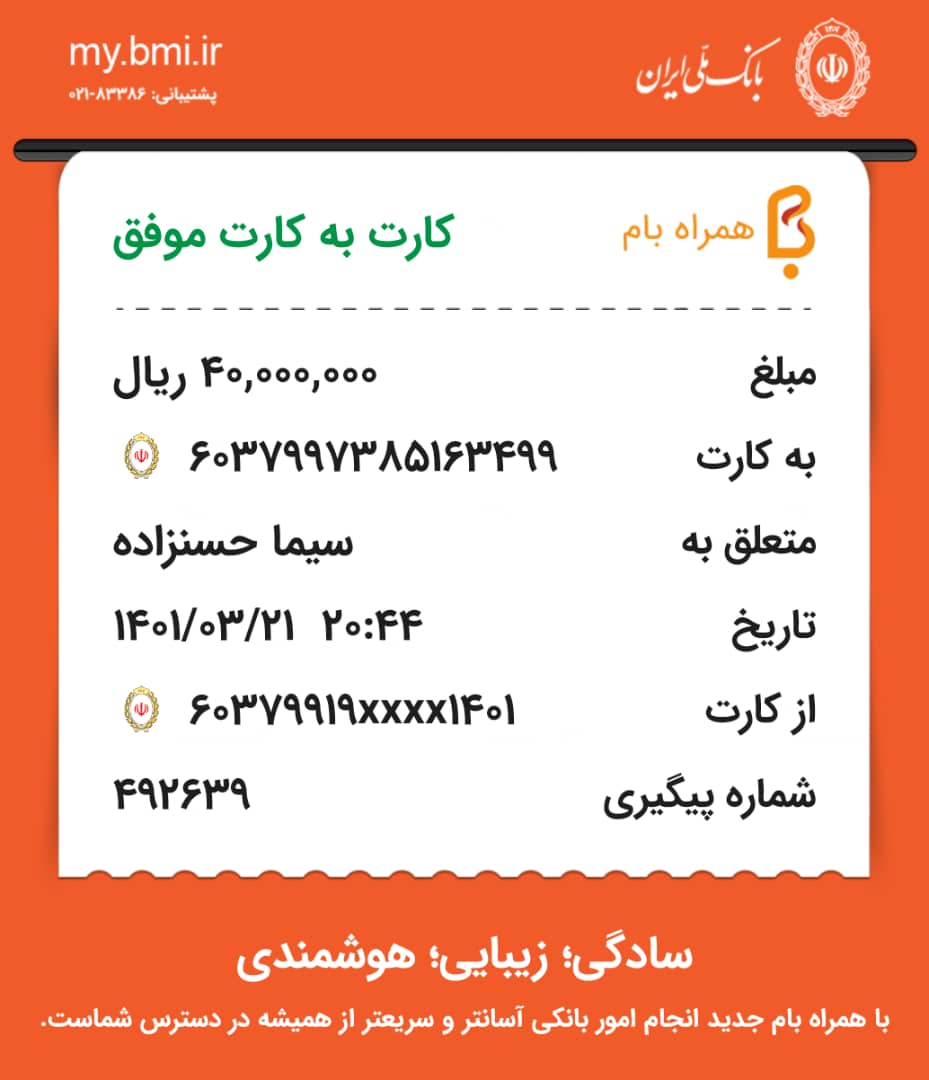 بانک ملّی ایران
my.bmi.ir
پشتیبانی: ۸۳۳۸۶-۰۲۱
همراه بام
کارت به کارت موفق
مبلغ ۴۰,۰۰۰,۰۰۰ ریال
به کارت ۶۰۳۷۹۹۷۳۸۵۱۶۳۴۹۹
متعلق به سیما حسنزاده
تاریخ ۱۴۰۱/۰۳/۲۱ ۲۰:۴۴
از کارت ۶۰۳۷۹۹۱۹xxxx۱۴۰۱
شماره پیگیری ۴۹۲۶۳۹
سادگی؛ زیبایی؛ هوشمندی
با همراه بام جدید انجام امور بانکی آسانتر و سریعتر از همیشه در دسترس شماست.